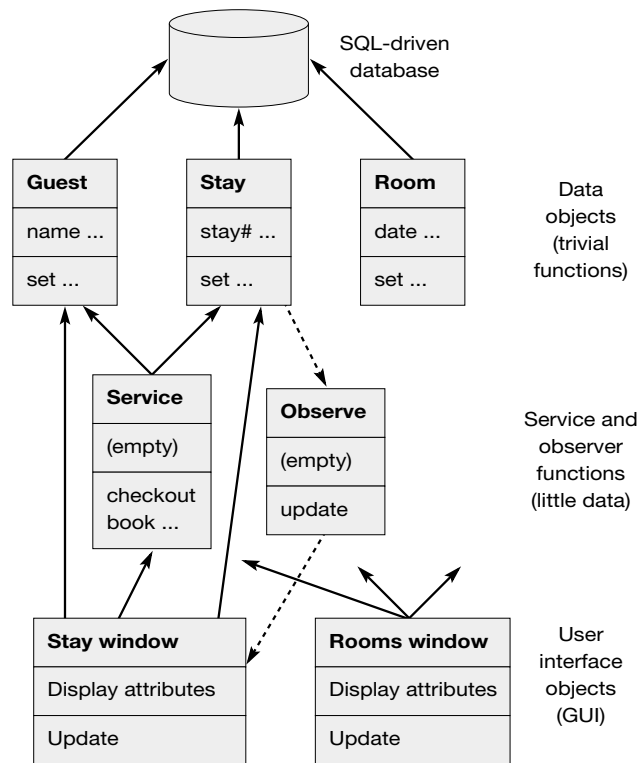 SQL-driven
database
Guest
name ...
set ...
Stay
stay# ...
set ...
Room
date ...
set ...
Data
objects
(trivial
functions)
Service
(empty)
checkout
book ...
Observe
(empty)
update
Service and
observer
functions
(little data)
Stay window
Display attributes
Update
Rooms window
Display attributes
Update
User
interface
objects
(GUI)